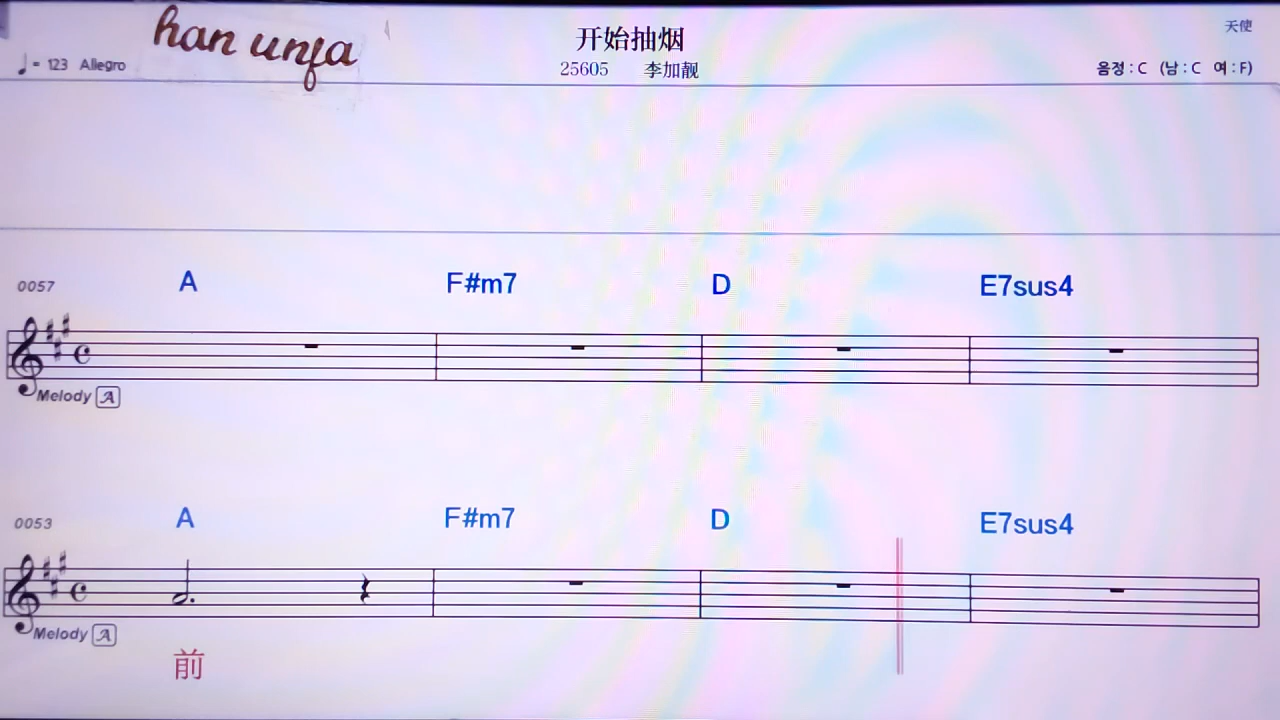 han unfa
开始抽烟
天使
♩= 123 Allegro
25605 李加靓
음정 : C (남 : C 여 : F)
0057
A F#m7 D E7sus4
Melody A
0053
A F#m7 D E7sus4
Melody A
前